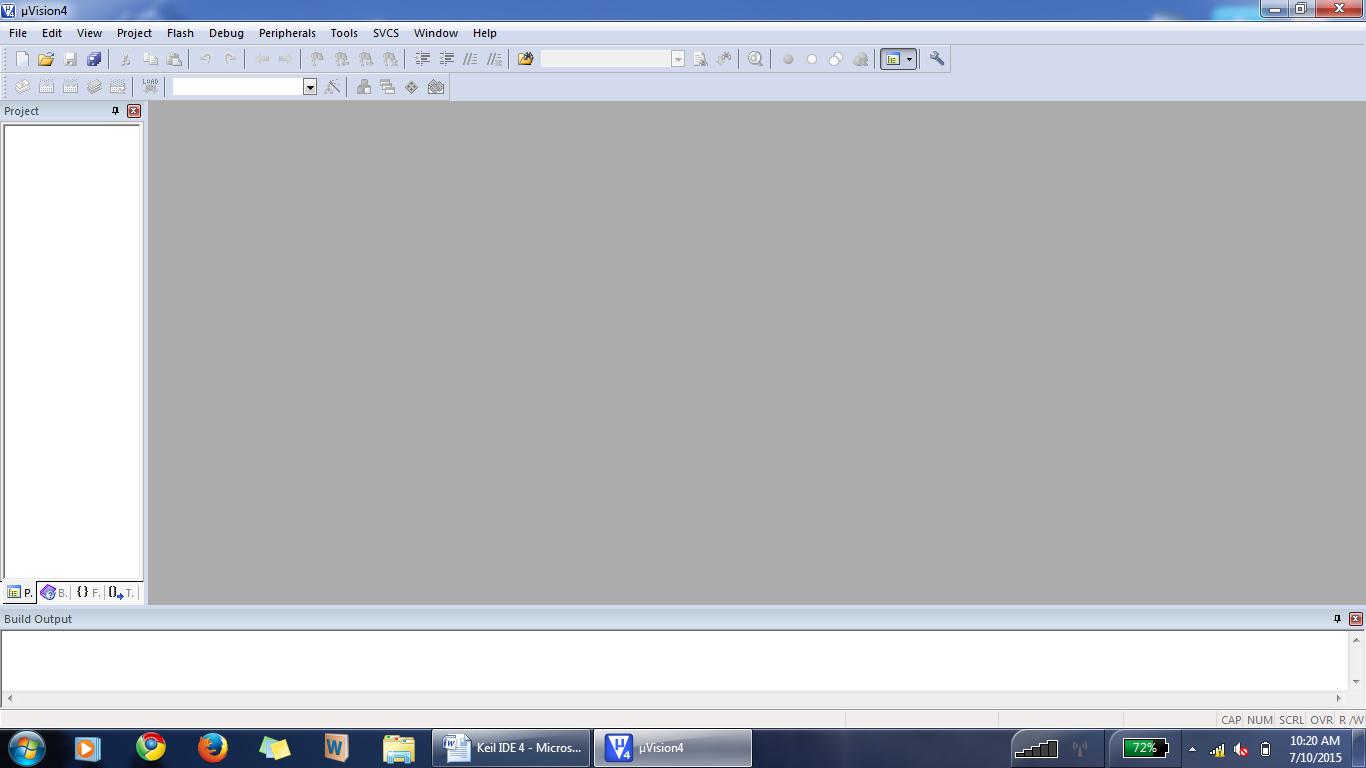 µVision4
File Edit View Project Flash Debug Peripherals Tools SVCS Window Help
LOAD
Project
P. B. {} F. {} T.
Build Output
CAP NUM SCRL OVR R/W
Keil IDE 4 - Micros...
µVision4
72%
10:20 AM
7/10/2015